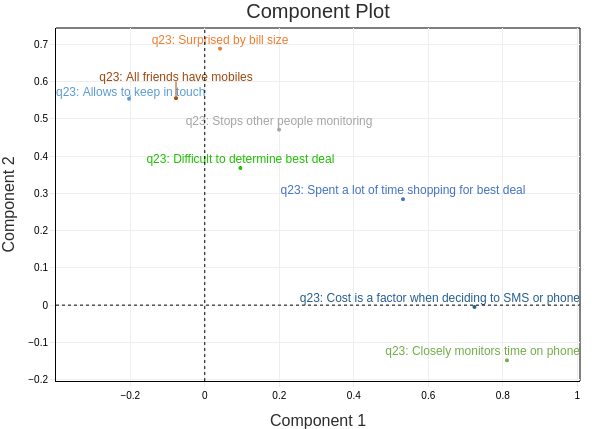 Component Plot
q23: Surprised by bill size
q23: All friends have mobiles
q23: Allows to keep in touch
q23: Stops other people monitoring
q23: Difficult to determine best deal
q23: Spent a lot of time shopping for best deal
q23: Cost is a factor when deciding to SMS or phone
q23: Closely monitors time on phone
0.7
0.6
0.5
0.4
0.3
0.2
0.1
0
−0.1
−0.2
Component 2
−0.2
0
0.2
0.4
0.6
0.8
1
Component 1